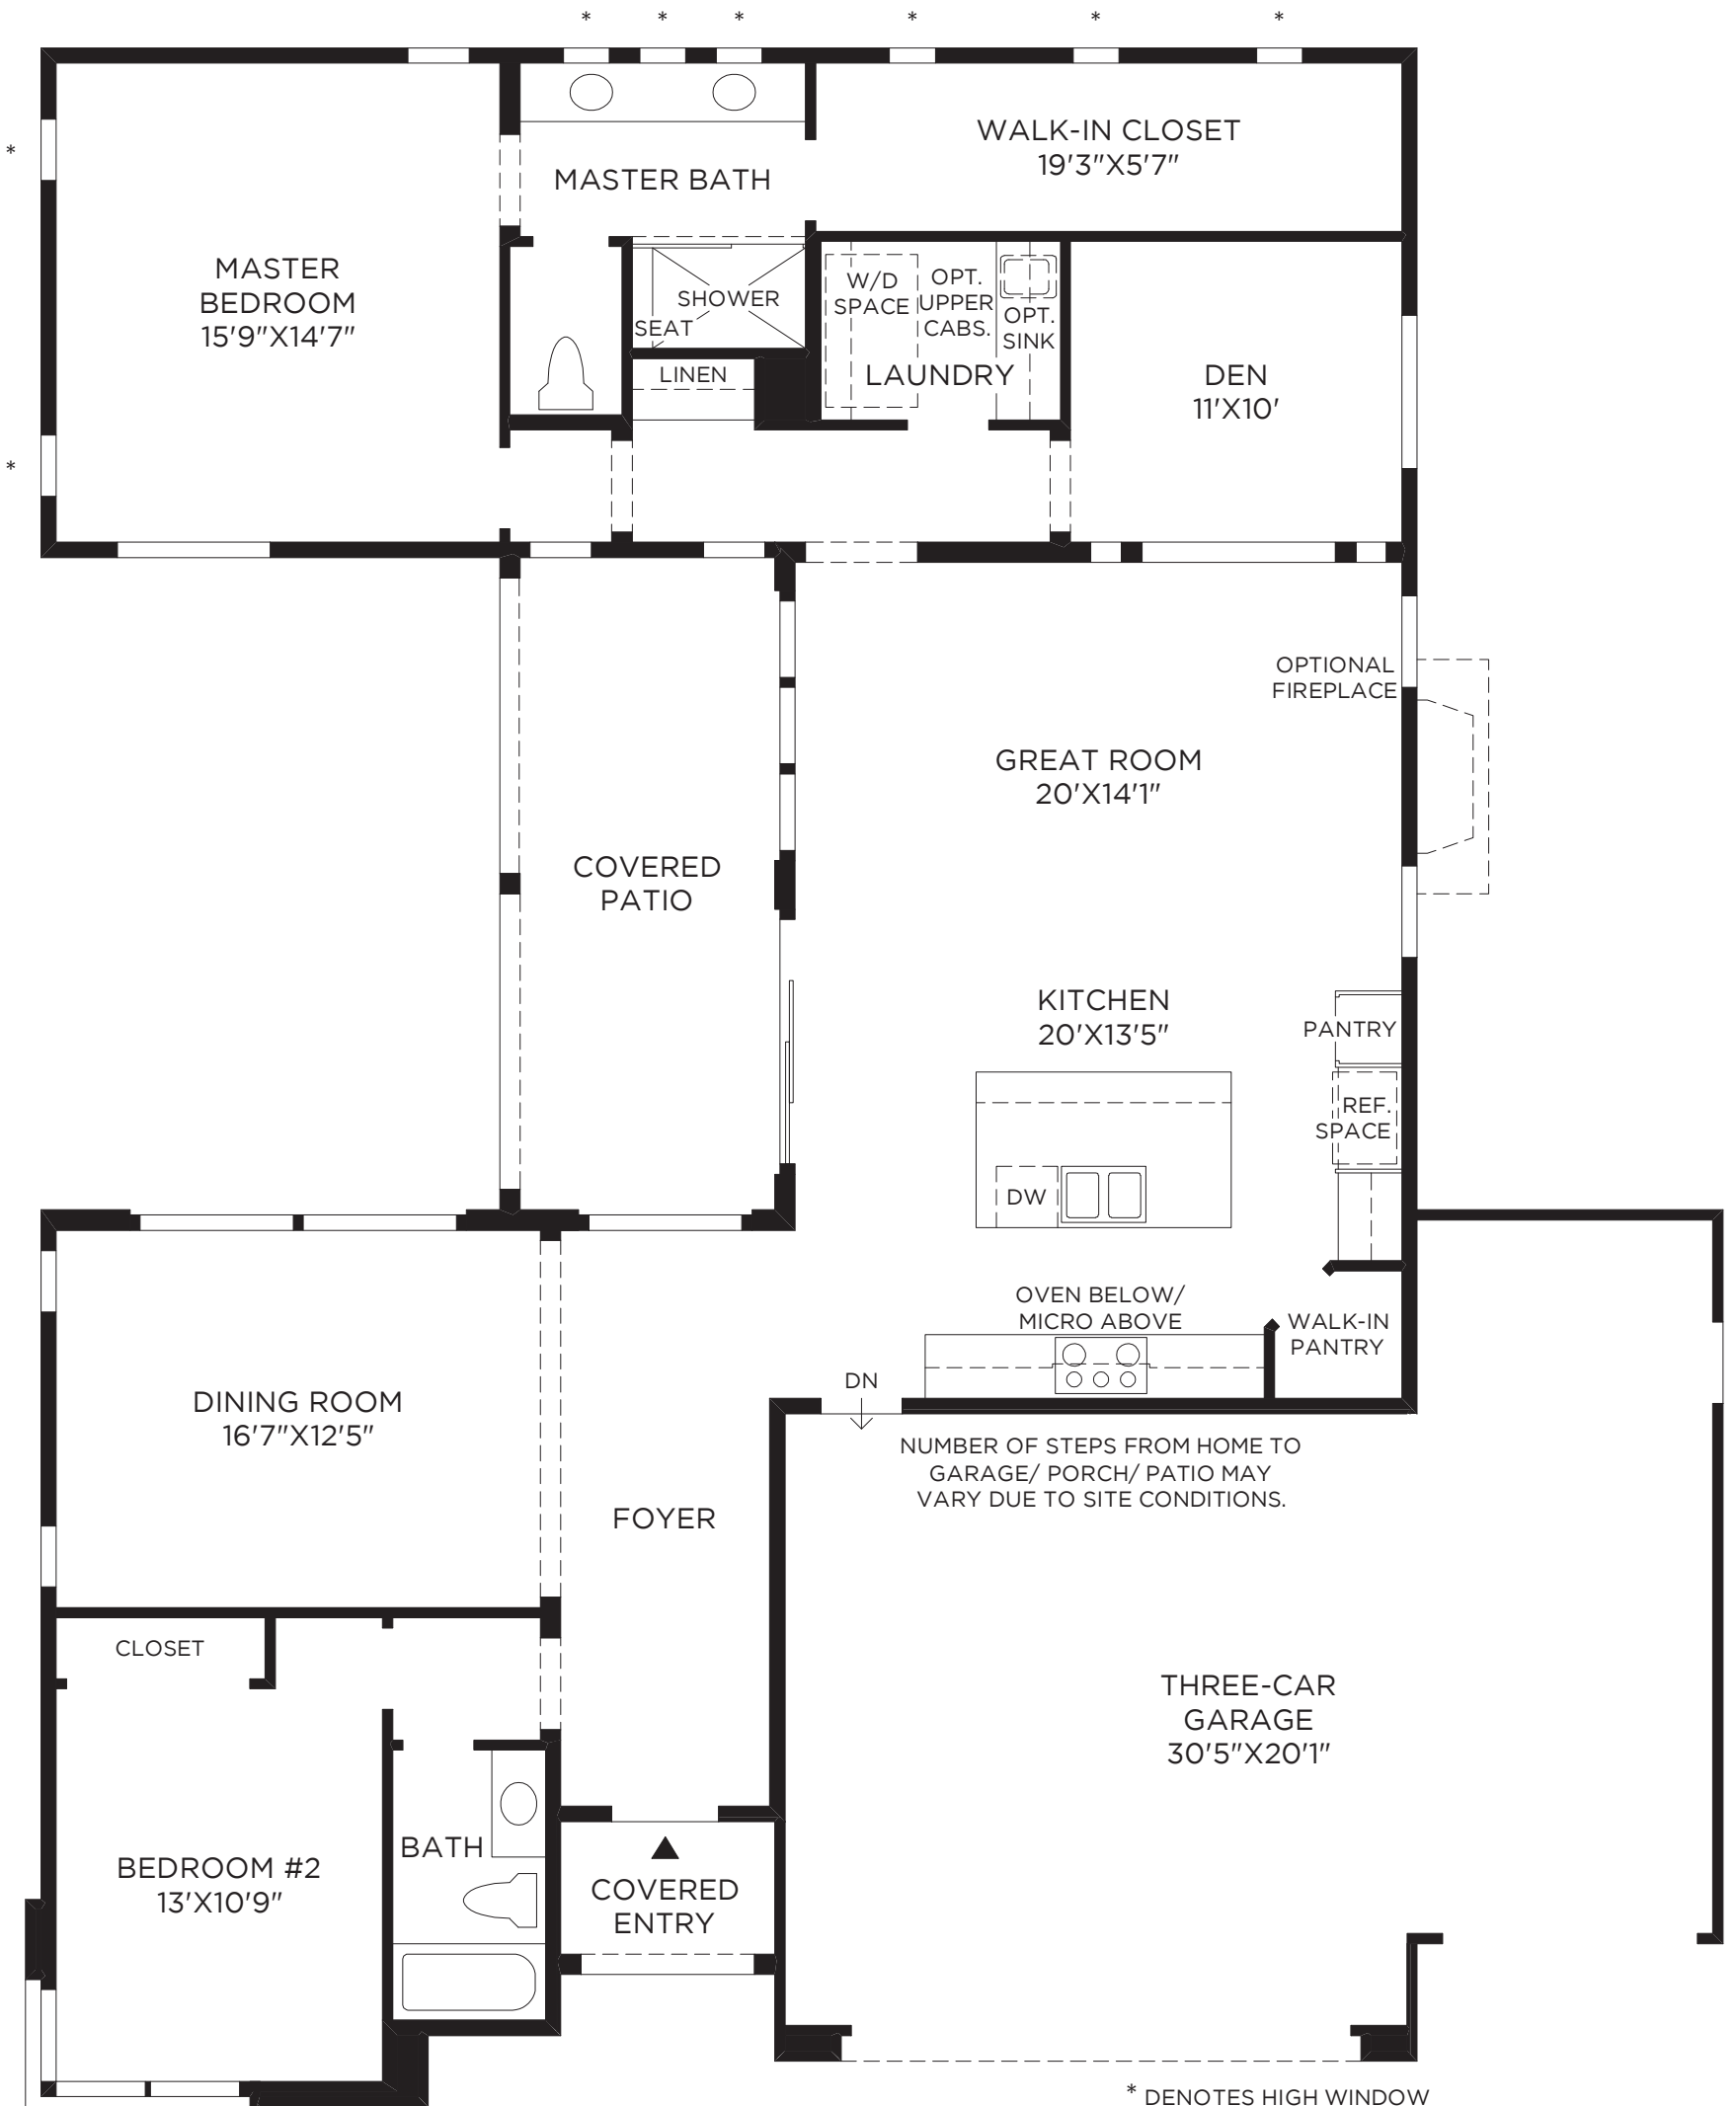 * * * * * *
WALK-IN CLOSET
19'3"X5'7"
*
MASTER BATH
MASTER
BEDROOM
15'9"X14'7"
SHOWER
SEAT
LINEN
W/D
SPACE
OPT.
UPPER
CABS.
OPT.
SINK
LAUNDRY
DEN
11'X10'
*
OPTIONAL
FIREPLACE
GREAT ROOM
20'X14'1"
COVERED
PATIO
KITCHEN
20'X13'5"
PANTRY
REF.
SPACE
DW
OVEN BELOW/
MICRO ABOVE
WALK-IN
PANTRY
DN
DINING ROOM
16'7"X12'5"
NUMBER OF STEPS FROM HOME TO
GARAGE/ PORCH/ PATIO MAY
VARY DUE TO SITE CONDITIONS.
FOYER
CLOSET
THREE-CAR
GARAGE
30'5"X20'1"
BATH
BEDROOM #2
13'X10'9"
COVERED
ENTRY
* DENOTES HIGH WINDOW